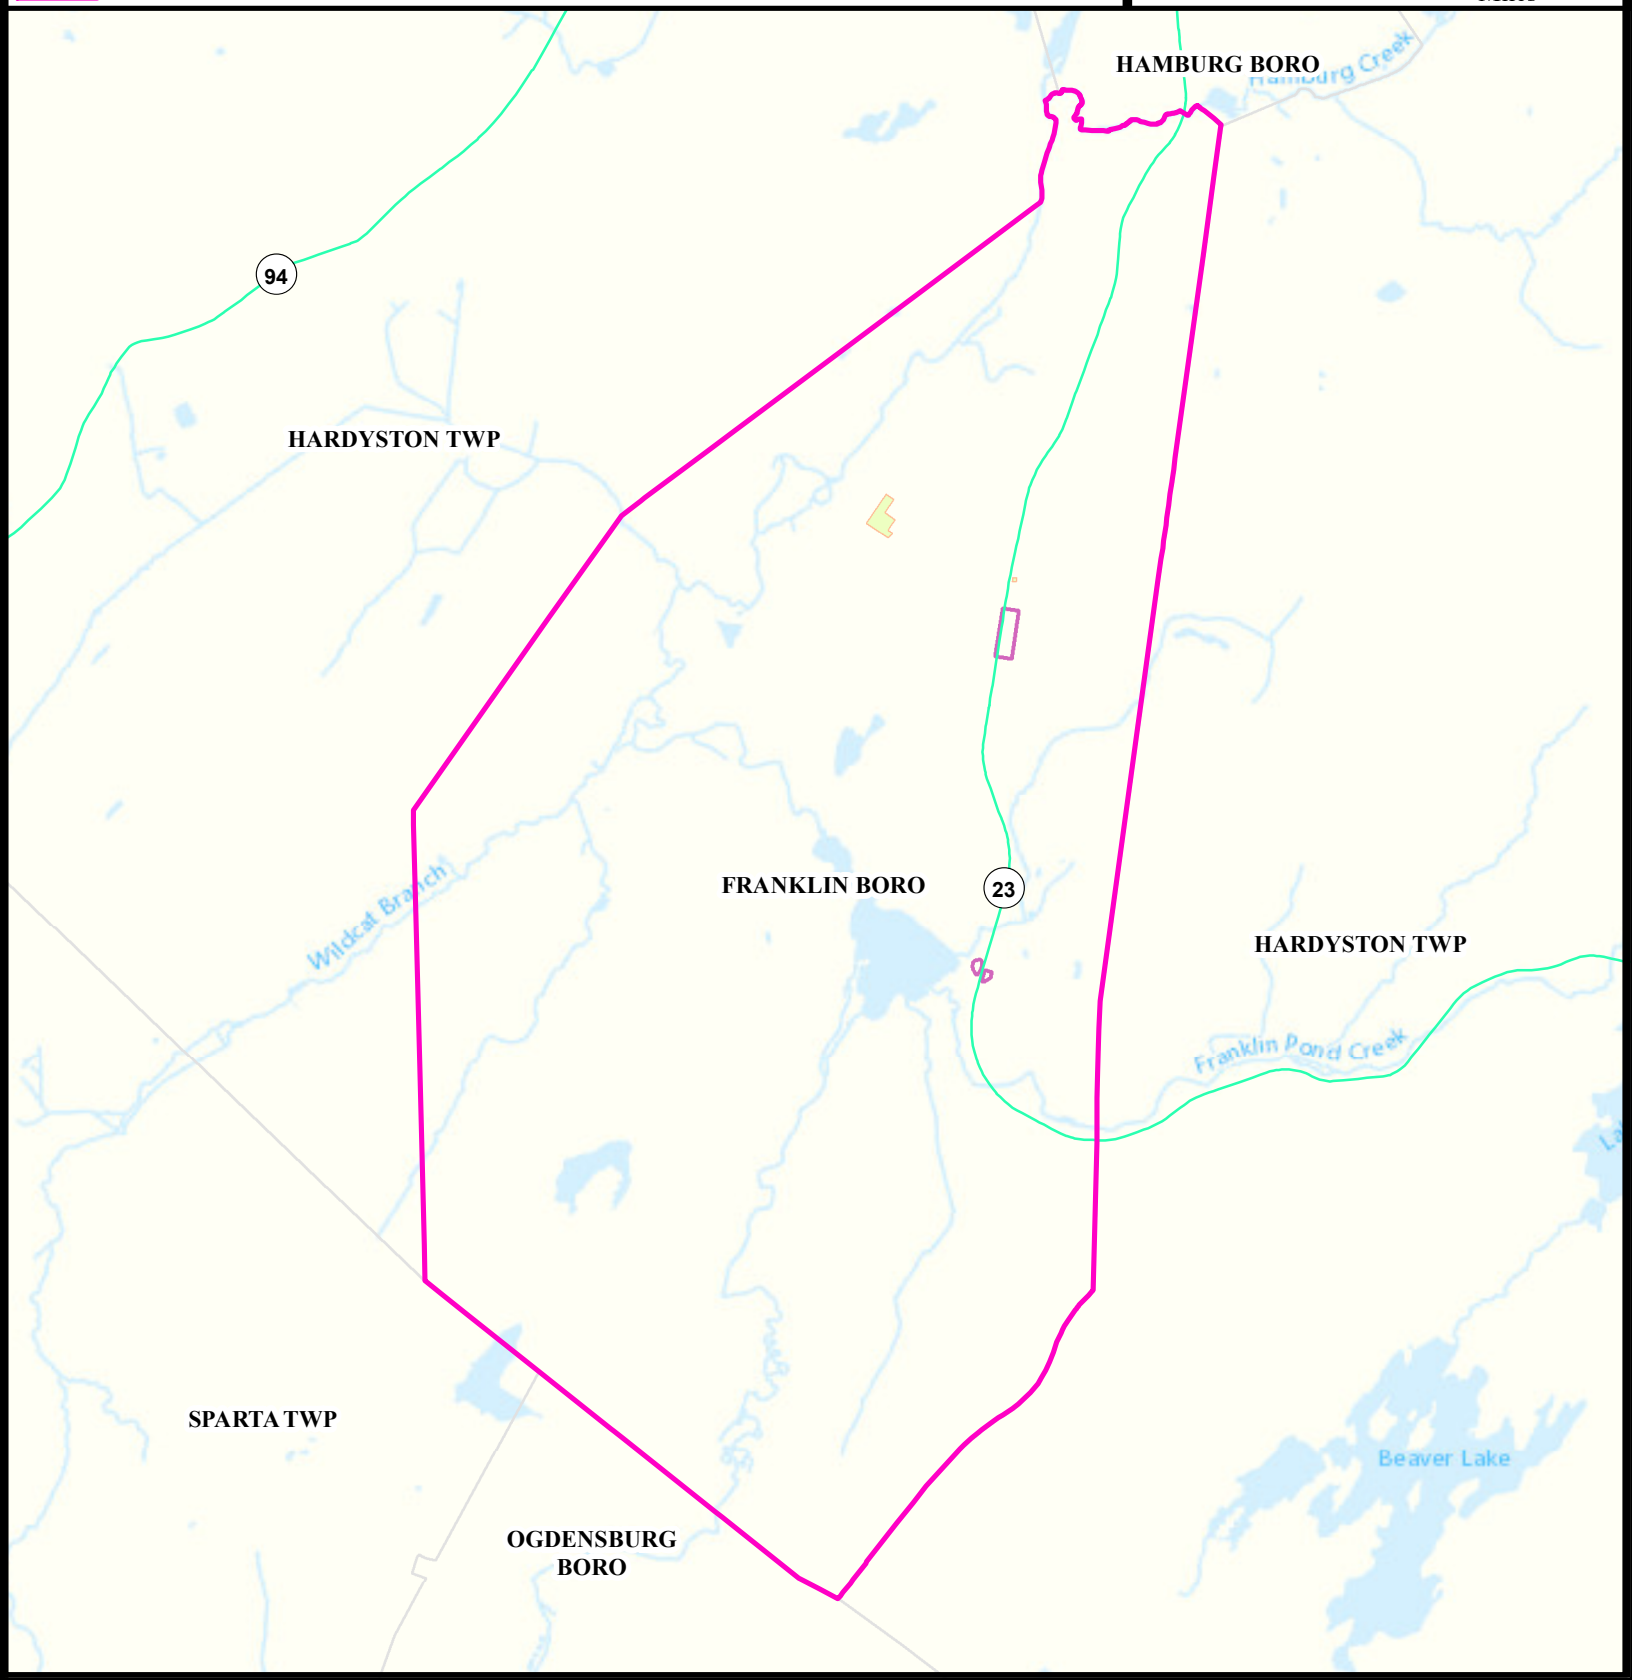 HAMBURG BORO
Hamburg Creek
94
HARDYSTON TWP
Wildcat Branch
FRANKLIN BORO
23
HARDYSTON TWP
Franklin Pond Creek
SPARTA TWP
Beaver Lake
OGDENSBURG
BORO